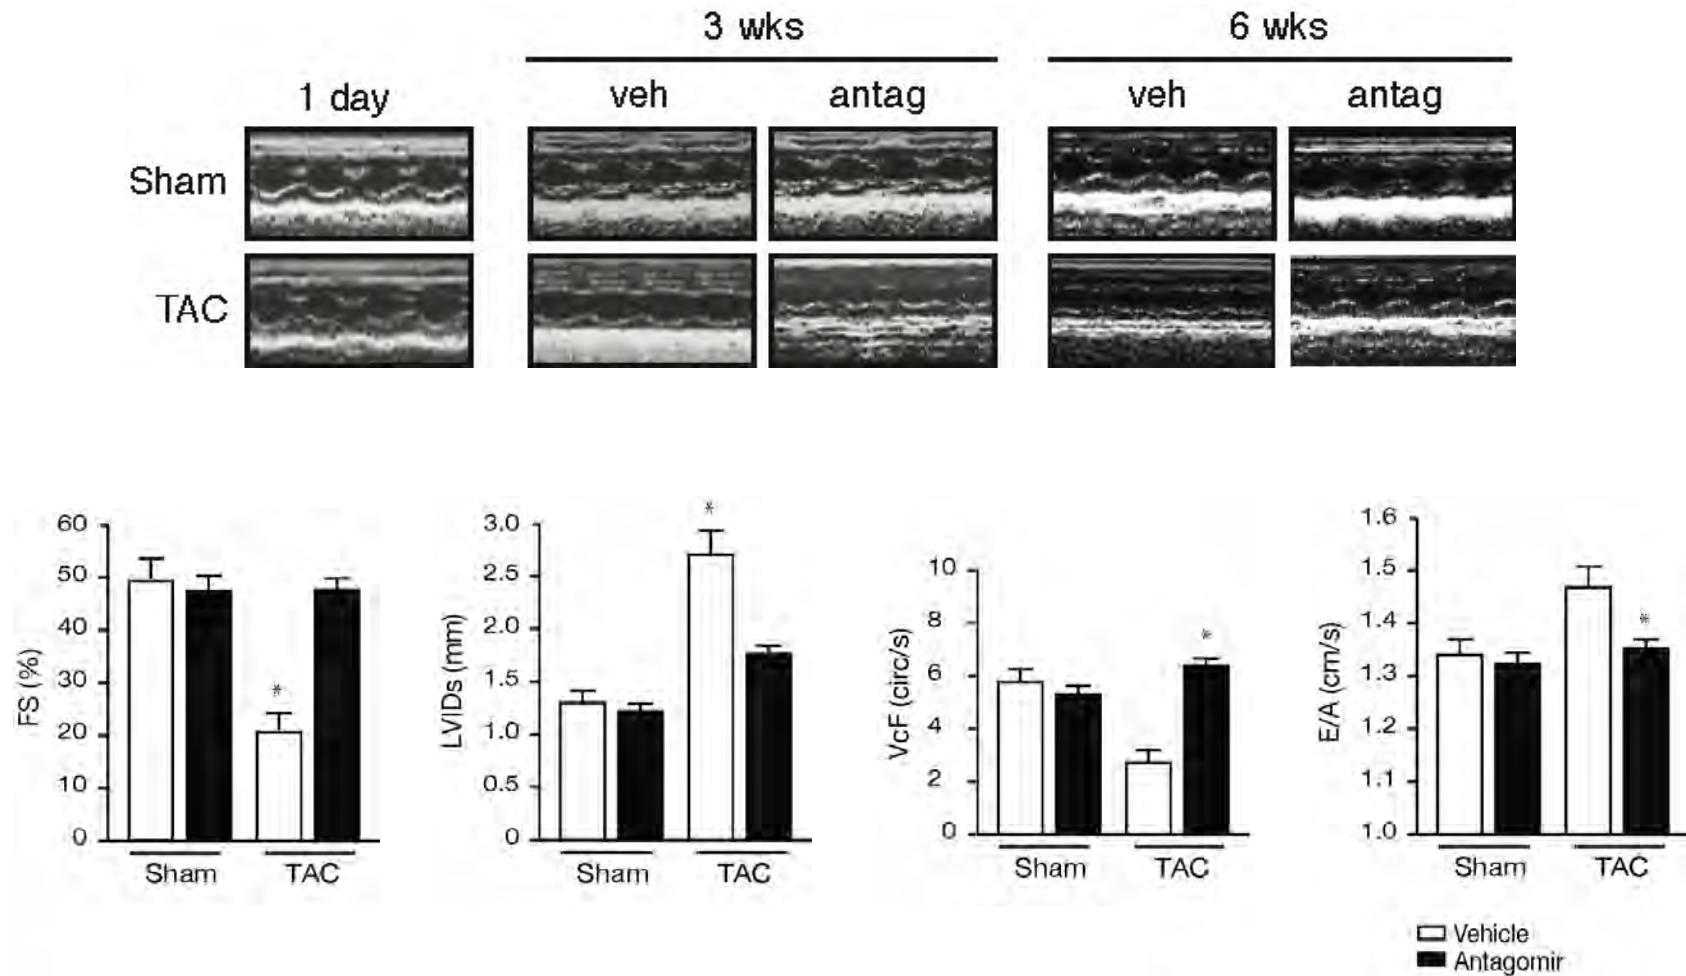 3 wks 6 wks
1 day veh antag veh antag
Sham
TAC
60
50
40
30
20
10
0
FS (%)
*
Sham TAC
3.0
2.5
2.0
1.5
1.0
0.5
0
LVIDs (mm)
*
Sham TAC
10
8
6
4
2
0
VcF (circ/s)
*
Sham TAC
1.6
1.5
1.4
1.3
1.2
1.1
1.0
E/A (cm/s)
*
Sham TAC
Vehicle
Antagomir